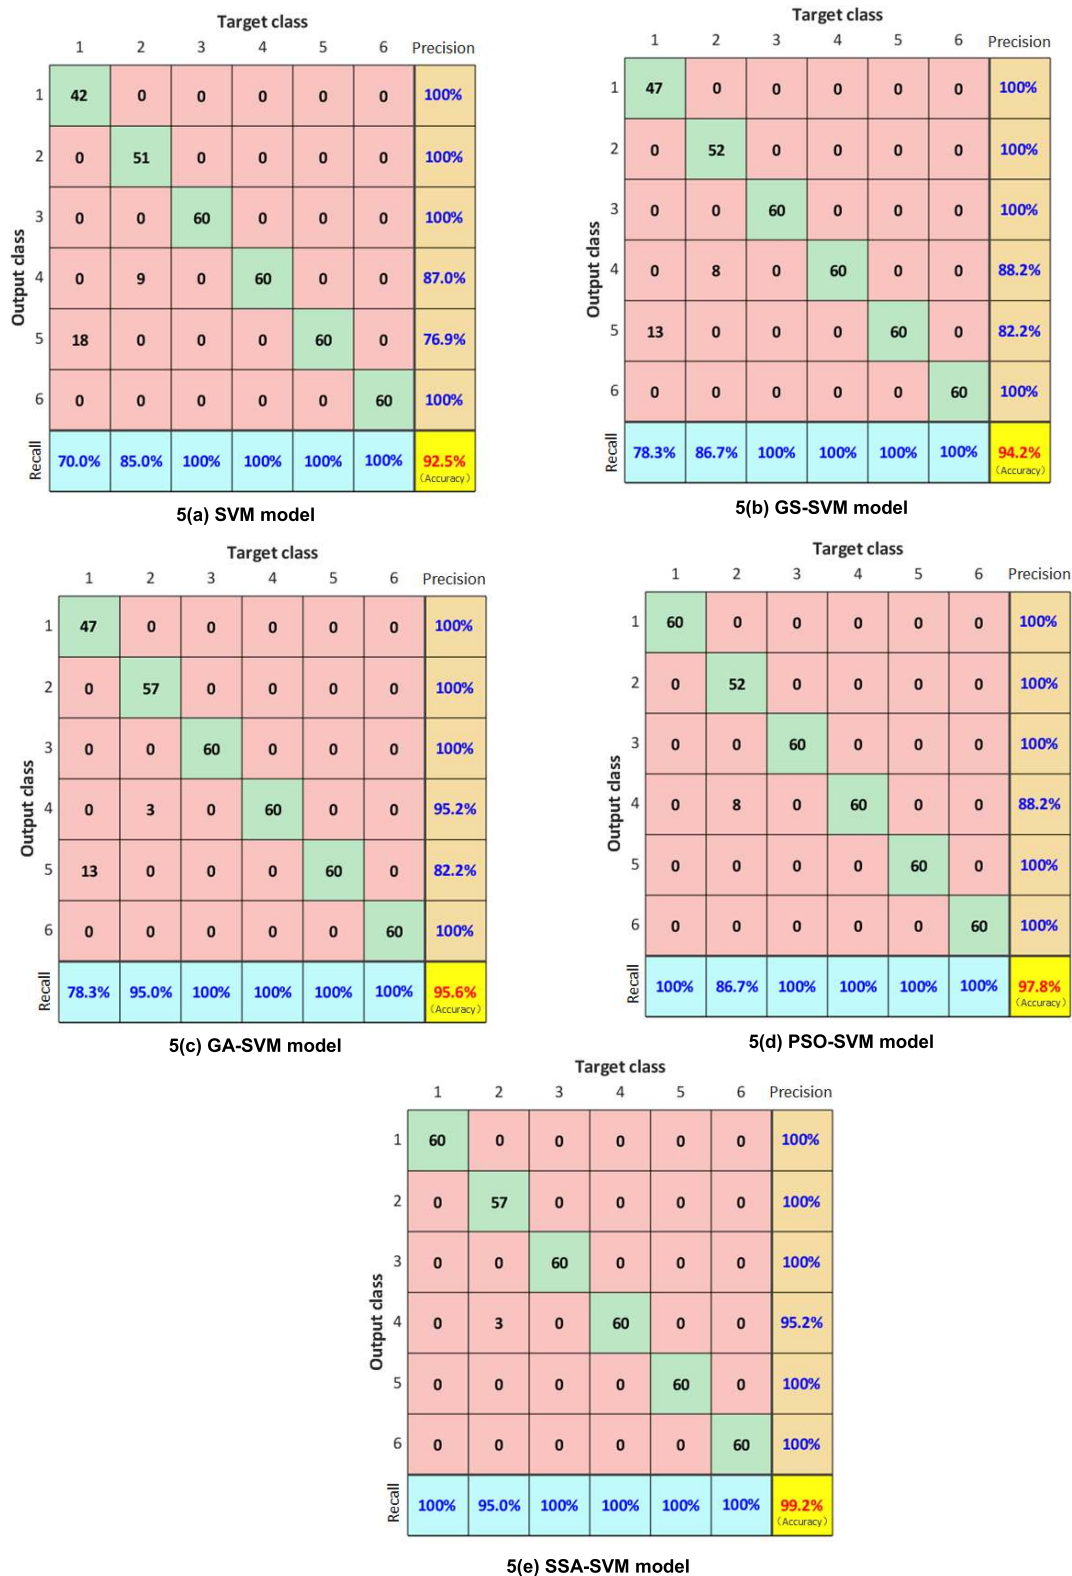 Target class
1 2 3 4 5 6 Precision
1 42 0 0 0 0 0 100%
2 0 51 0 0 0 0 100%
3 0 0 60 0 0 0 100%
4 0 9 0 60 0 0 87.0%
5 18 0 0 0 60 0 76.9%
6 0 0 0 0 0 60 100%
Output class
Recall 70.0% 85.0% 100% 100% 100% 100% 92.5%
(Accuracy)
5(a) SVM model
Target class
1 2 3 4 5 6 Precision
1 47 0 0 0 0 0 100%
2 0 52 0 0 0 0 100%
3 0 0 60 0 0 0 100%
4 0 8 0 60 0 0 88.2%
5 13 0 0 0 60 0 82.2%
6 0 0 0 0 0 60 100%
Output class
Recall 78.3% 86.7% 100% 100% 100% 100% 94.2%
(Accuracy)
5(b) GS-SVM model
Target class
1 2 3 4 5 6 Precision
1 47 0 0 0 0 0 100%
2 0 57 0 0 0 0 100%
3 0 0 60 0 0 0 100%
4 0 3 0 60 0 0 95.2%
5 13 0 0 0 60 0 82.2%
6 0 0 0 0 0 60 100%
Output class
Recall 78.3% 95.0% 100% 100% 100% 100% 95.6%
(Accuracy)
5(c) GA-SVM model
Target class
1 2 3 4 5 6 Precision
1 60 0 0 0 0 0 100%
2 0 52 0 0 0 0 100%
3 0 0 60 0 0 0 100%
4 0 8 0 60 0 0 88.2%
5 0 0 0 0 60 0 100%
6 0 0 0 0 0 60 100%
Output class
Recall 100% 86.7% 100% 100% 100% 100% 97.8%
(Accuracy)
5(d) PSO-SVM model
Target class
1 2 3 4 5 6 Precision
1 60 0 0 0 0 0 100%
2 0 57 0 0 0 0 100%
3 0 0 60 0 0 0 100%
4 0 3 0 60 0 0 95.2%
5 0 0 0 0 60 0 100%
6 0 0 0 0 0 60 100%
Output class
Recall 100% 95.0% 100% 100% 100% 100% 99.2%
(Accuracy)
5(e) SSA-SVM model